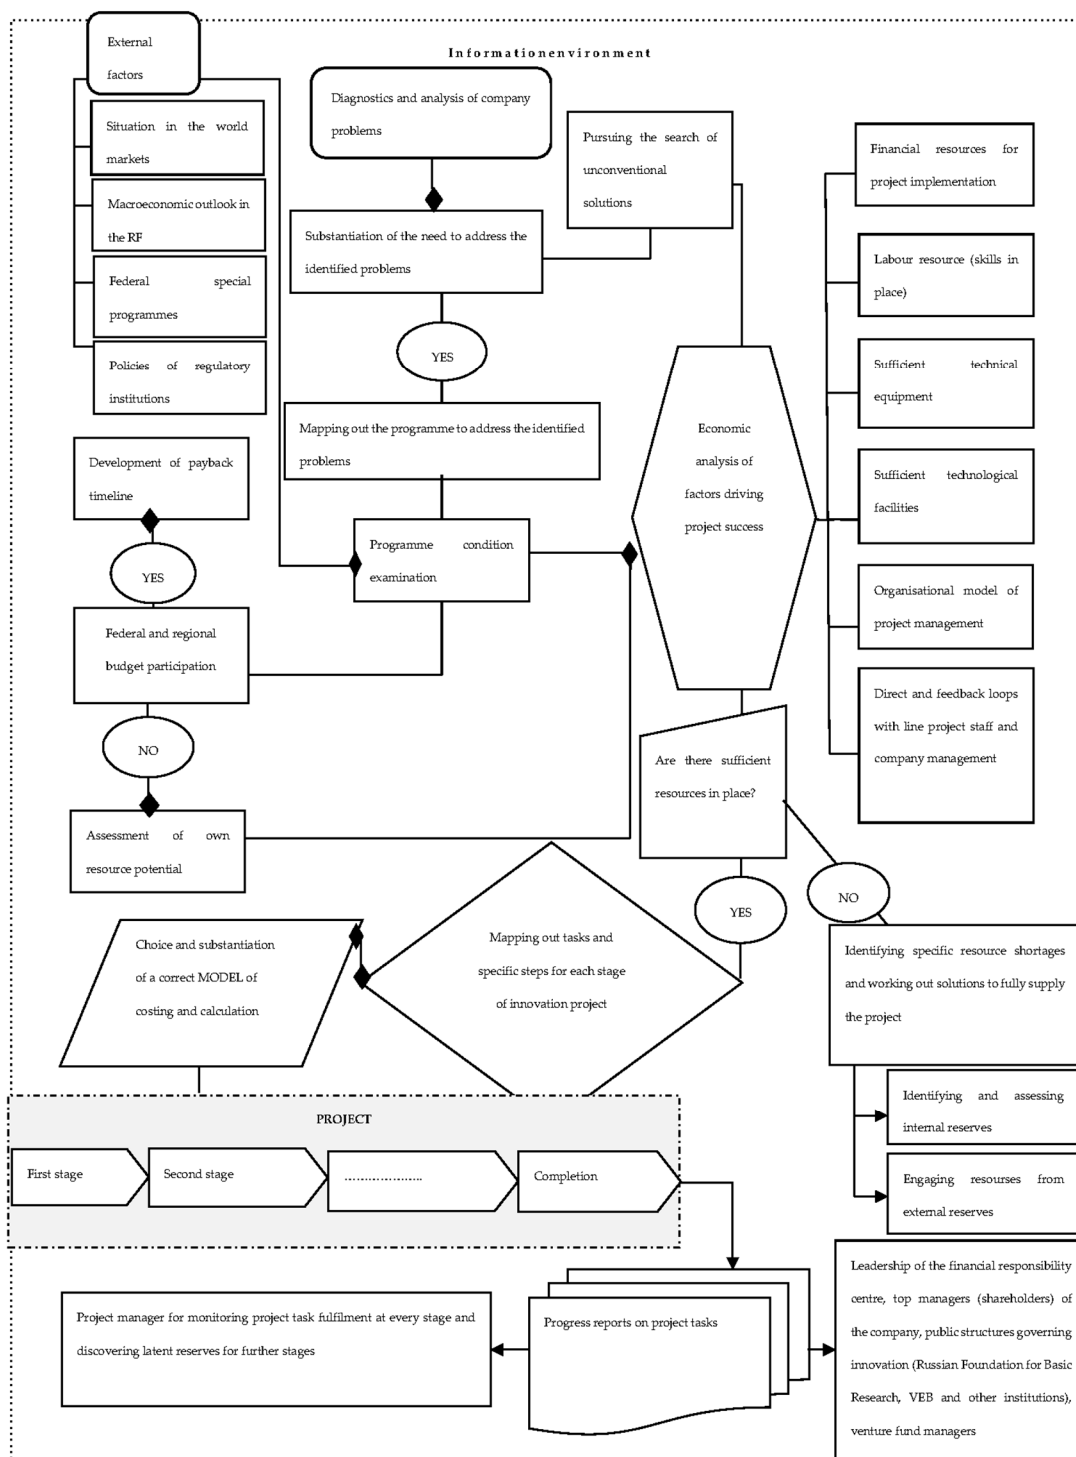 Informationenvironment
External
factors
Situation in the world
markets
Macroeconomic outlook in
the RF
Federal special
programmes
Policies of regulatory
institutions
Diagnostics and analysis of company
problems
Substantiation of the need to address the
identified problems
YES
Mapping out the programme to address the identified
problems
Programme condition
examination
Pursuing the search of
unconventional
solutions
Economic
analysis of
factors driving
project success
Financial resources for
project implementation
Labour resource (skills in
place)
Sufficient technical
equipment
Sufficient technological
facilities
Organisational model of
project management
Direct and feedback loops
with line project staff and
company management
Development of payback
timeline
YES
Federal and regional
budget participation
NO
Assessment of own
resource potential
Are there sufficient
resources in place?
YES
NO
Identifying specific resource shortages
and working out solutions to fully supply
the project
Identifying and assessing
internal reserves
Engaging resourses from
external reserves
Mapping out tasks and
specific steps for each stage
of innovation project
Choice and substantiation
of a correct MODEL of
costing and calculation
PROJECT
First stage
Second stage
.....................
Completion
Progress reports on project tasks
Project manager for monitoring project task fulfilment at every stage and
discovering latent reserves for further stages
Leadership of the financial responsibility
centre, top managers (shareholders) of
the company, public structures governing
innovation (Russian Foundation for Basic
Research, VEB and other institutions),
venture fund managers